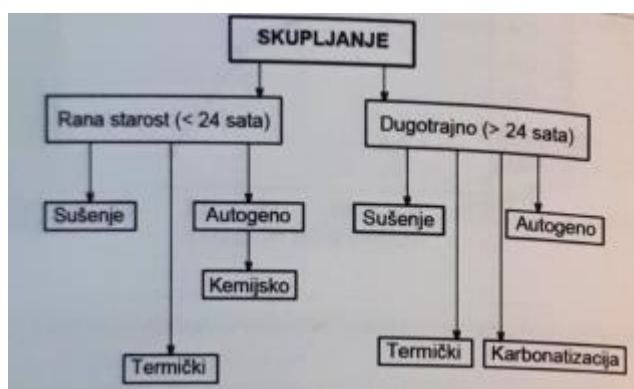 SKUPLJANJE
Rana starost (< 24 sata)
Dugotrajno (> 24 sata)
Sušenje
Autogeno
Sušenje
Autogeno
Kemijsko
Termički
Termički
Karbonatizacija